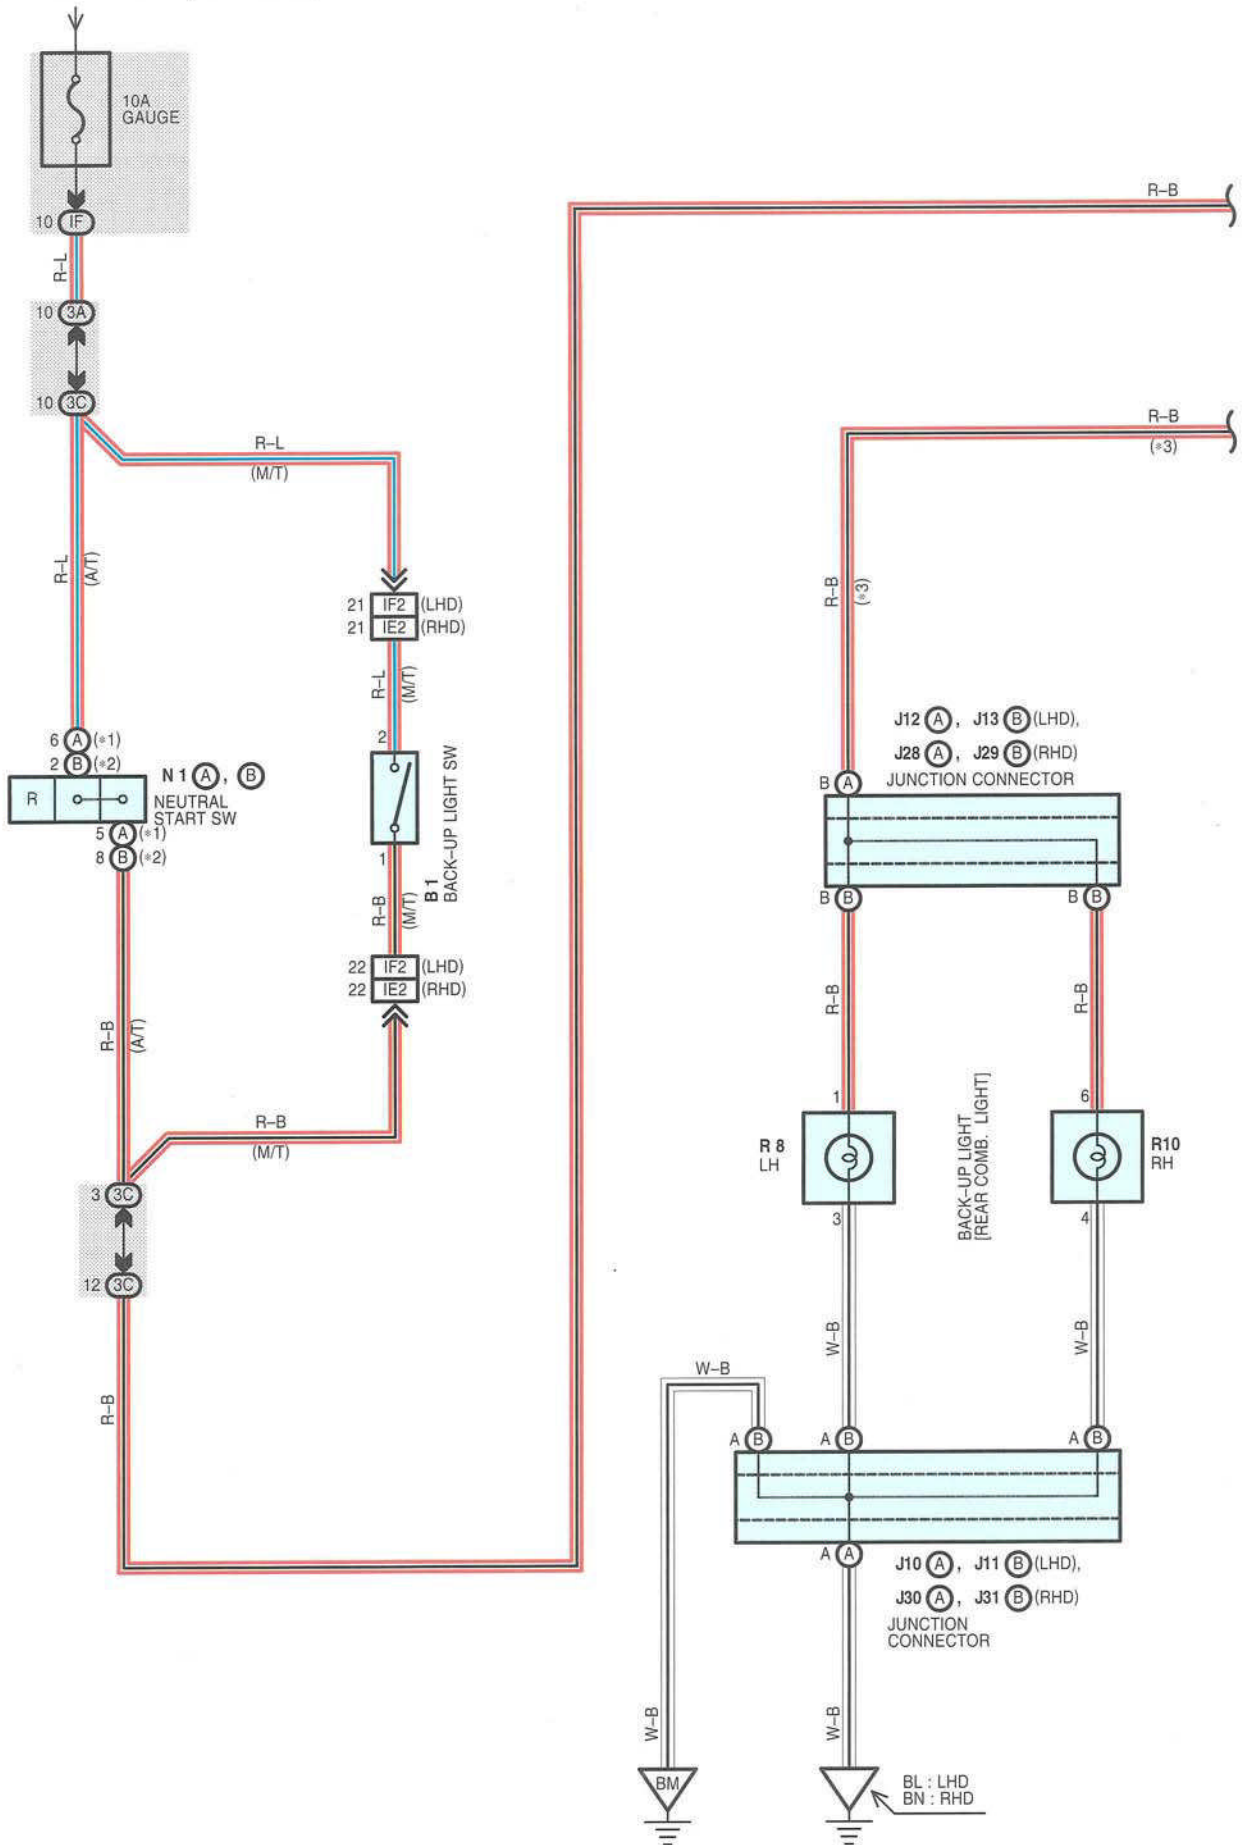 10A
GAUGE
10 IF
R–L
10 3A
10 3C
R–L
(M/T)
R–L
(A/T)
21 IF2 (LHD)
21 IE2 (RHD)
R–L
(M/T)
6 A (*1)
2 B (*2)
N 1 A, B
NEUTRAL
START SW
R
5 A (*1)
8 B (*2)
2
1
B 1
BACK–UP LIGHT SW
R–B
(M/T)
22 IF2 (LHD)
22 IE2 (RHD)
R–B
(A/T)
R–B
(M/T)
3 3C
12 3C
R–B
R–B
R–B
(*3)
R–B
(*3)
J12 A, J13 B (LHD),
J28 A, J29 B (RHD)
JUNCTION CONNECTOR
B A
B B
B B
R–B
R–B
1
6
R 8
LH
BACK–UP LIGHT
[REAR COMB. LIGHT]
R10
RH
3
4
W–B
W–B
W–B
A B
A B
A B
A A
J10 A, J11 B (LHD),
J30 A, J31 B (RHD)
JUNCTION
CONNECTOR
W–B
W–B
BM
BL : LHD
BN : RHD